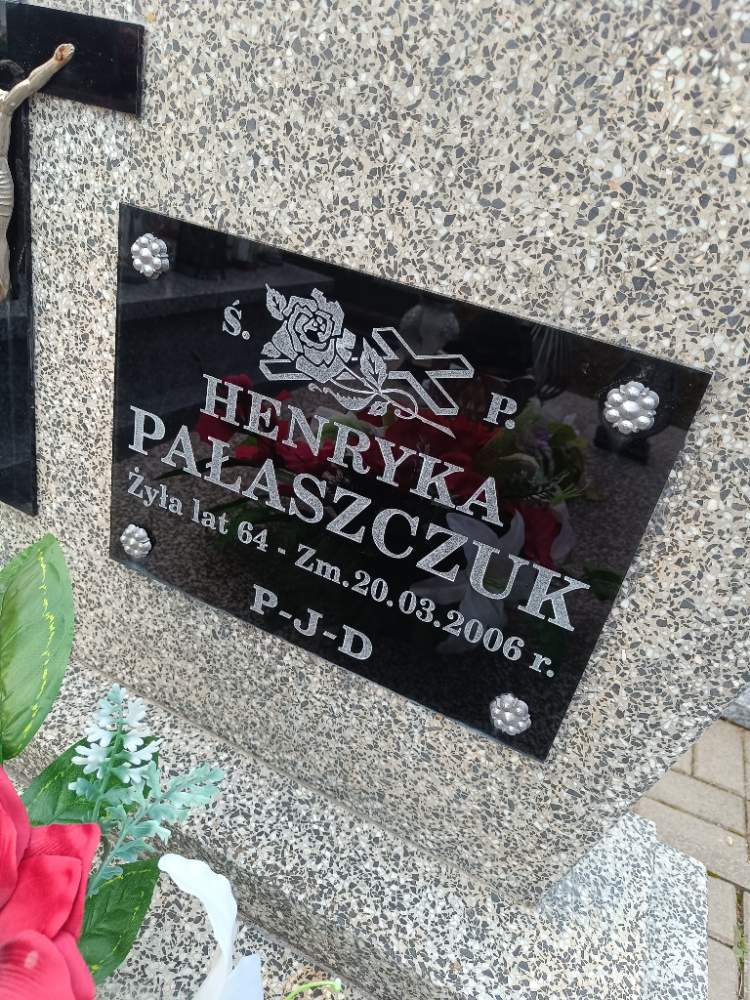 Ś. P.
HENRYKA
PAŁASZCZUK
Żyła lat 64 - Zm.20.03.2006 r.
P-J-D